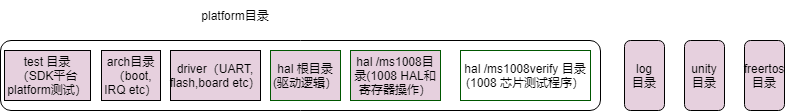 platform目录
test 目录
（SDK平台
platform测试）
arch目录
（boot,
IRQ etc）
driver（UART,
flash,board etc）
hal 根目录
(驱动逻辑）
hal /ms1008目
录(1008 HAL和
寄存器操作）
hal /ms1008verify 目录
（1008 芯片测试程序）
log
目录
unity
目录
freertos
目录